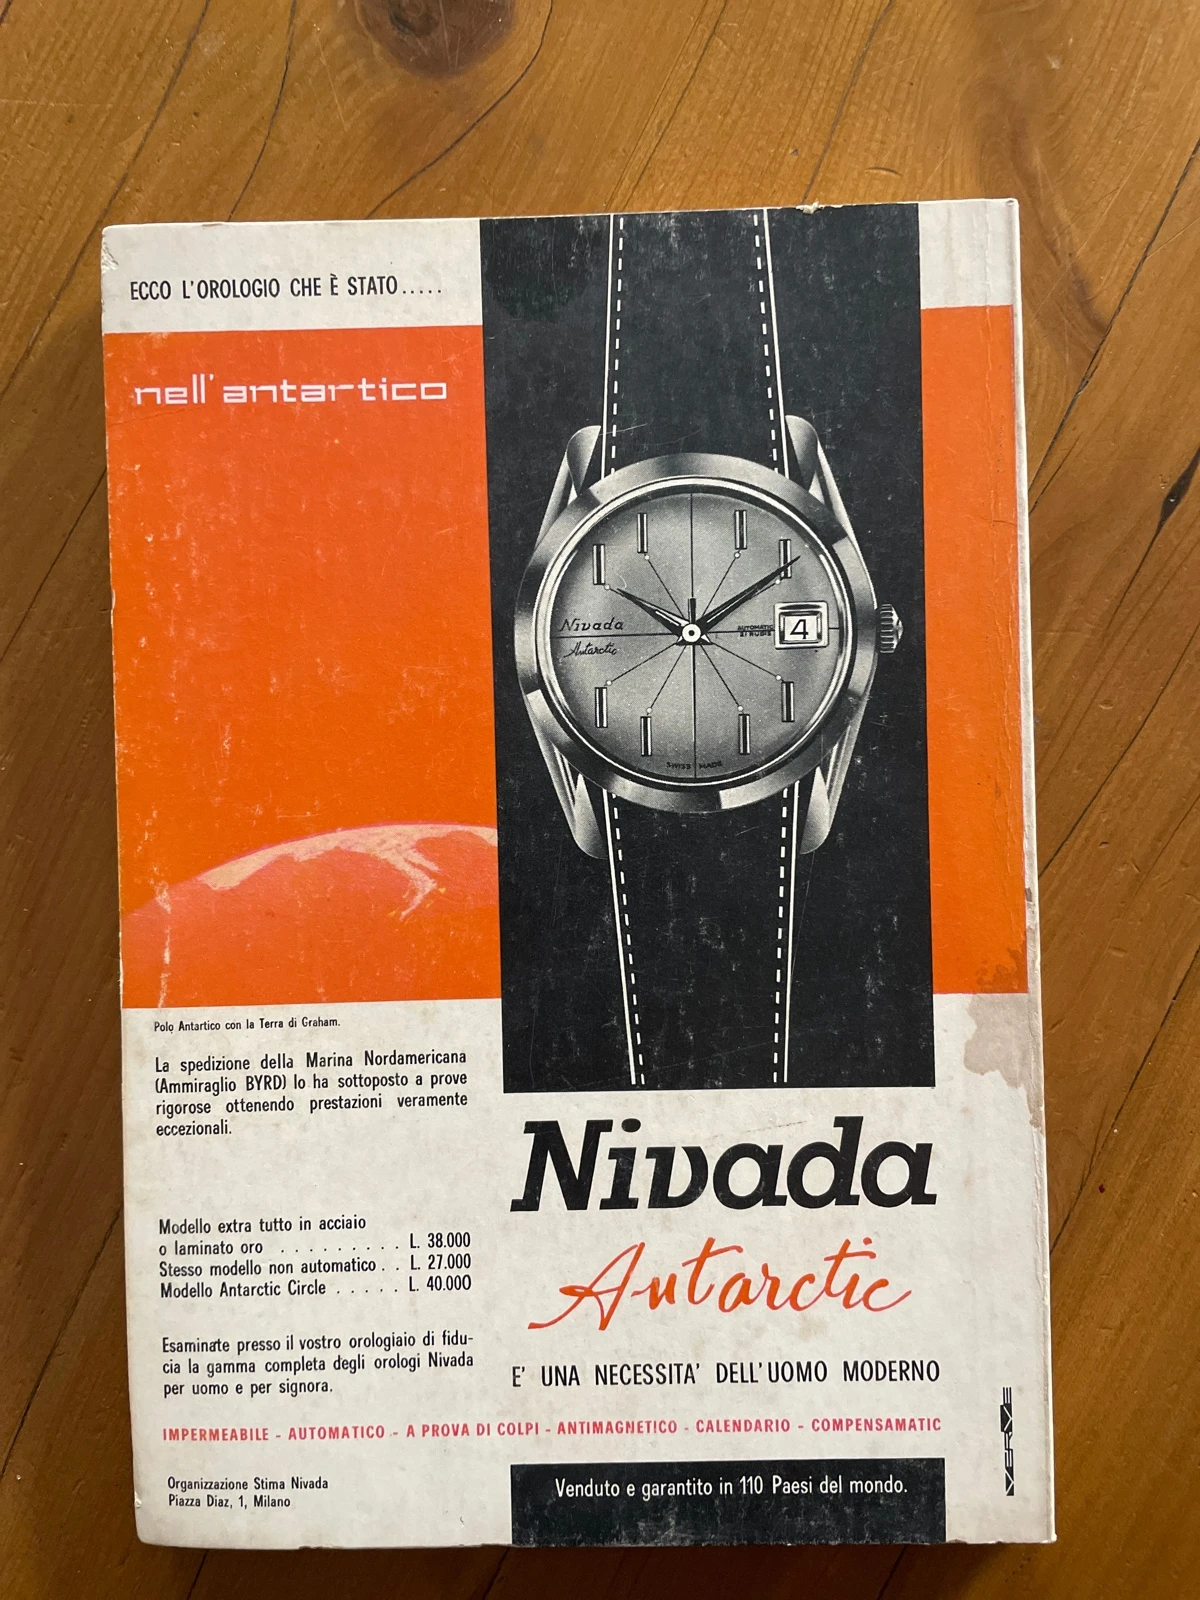 ECCO L'OROLOGIO CHE È STATO.....
nell'antartico
Nivada
Antarctic
AUTOMATIC
21 RUBIS
4
SWISS MADE
Polo Antartico con la Terra di Graham.
La spedizione della Marina Nordamericana
(Ammiraglio BYRD) lo ha sottoposto a prove
rigorose ottenendo prestazioni veramente
eccezionali.
Modello extra tutto in acciaio
o laminato oro . . . . . . . . . L. 38.000
Stesso modello non automatico . . L. 27.000
Modello Antarctic Circle . . . . . L. 40.000
Esaminate presso il vostro orologiaio di fidu-
cia la gamma completa degli orologi Nivada
per uomo e per signora.
Nivada
Antarctic
E' UNA NECESSITA' DELL'UOMO MODERNO
IMPERMEABILE - AUTOMATICO - A PROVA DI COLPI - ANTIMAGNETICO - CALENDARIO - COMPENSAMATIC
Organizzazione Stima Nivada
Piazza Diaz, 1, Milano
Venduto e garantito in 110 Paesi del mondo.
VERVE